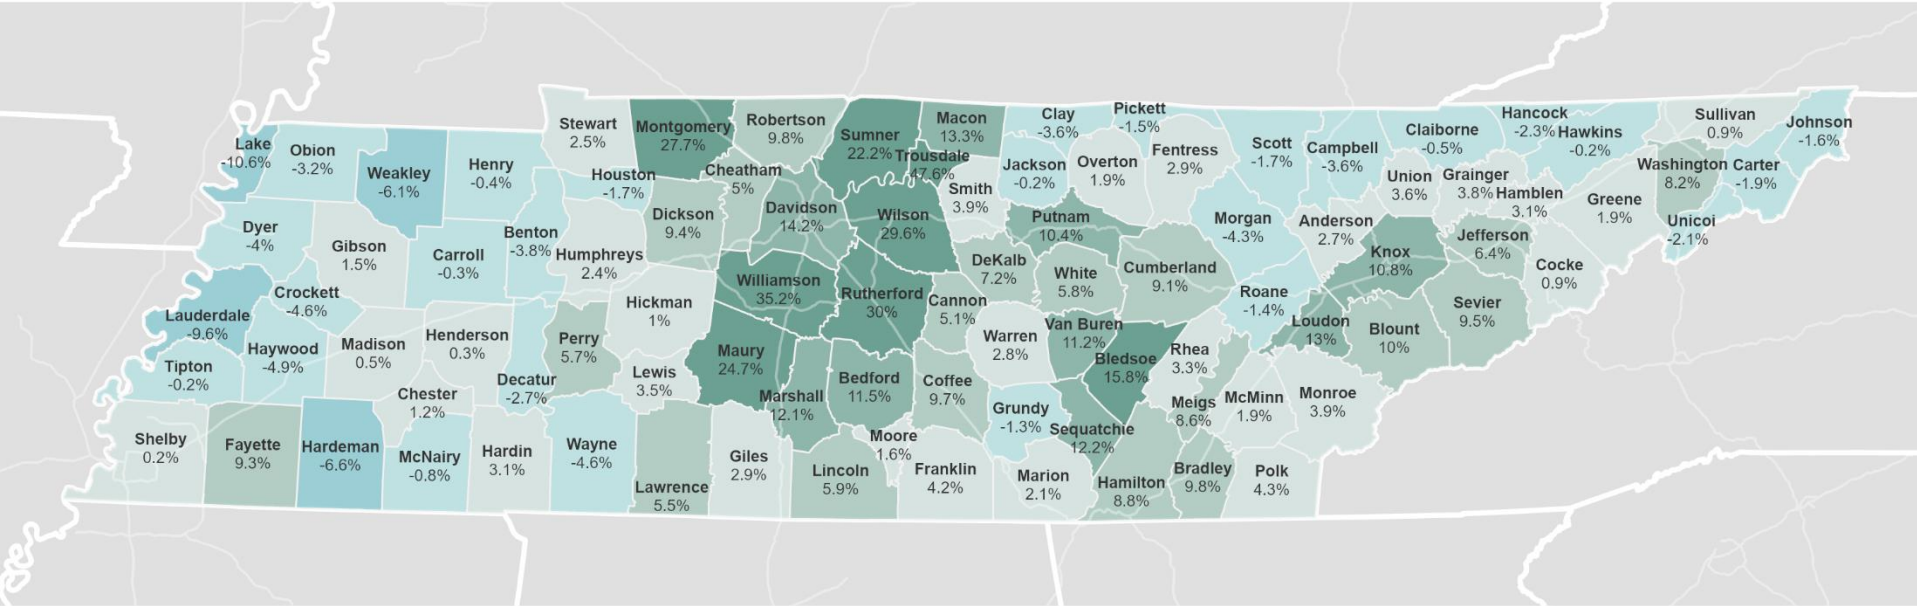 Lake
-10.6%
Obion
-3.2%
Weakley
-6.1%
Henry
-0.4%
Stewart
2.5%
Montgomery
27.7%
Robertson
9.8%
Sumner
22.2%
Macon
13.3%
Trousdale
47.6%
Clay
-3.6%
Pickett
-1.5%
Jackson
-0.2%
Overton
1.9%
Fentress
2.9%
Scott
-1.7%
Campbell
-3.6%
Claiborne
-0.5%
Hancock
-2.3%
Hawkins
-0.2%
Sullivan
0.9%
Johnson
-1.6%
Union
3.6%
Grainger
3.8%
Hamblen
3.1%
Greene
1.9%
Washington
8.2%
Carter
-1.9%
Unicoi
-2.1%
Houston
-1.7%
Cheatham
5%
Smith
3.9%
Dyer
-4%
Gibson
1.5%
Carroll
-0.3%
Benton
-3.8%
Humphreys
2.4%
Dickson
9.4%
Davidson
14.2%
Wilson
29.6%
Putnam
10.4%
Morgan
-4.3%
Anderson
2.7%
Knox
10.8%
Jefferson
6.4%
Cocke
0.9%
DeKalb
7.2%
White
5.8%
Cumberland
9.1%
Roane
-1.4%
Loudon
13%
Blount
10%
Sevier
9.5%
Lauderdale
-9.6%
Crockett
-4.6%
Williamson
35.2%
Rutherford
30%
Cannon
5.1%
Hickman
1%
Tipton
-0.2%
Haywood
-4.9%
Madison
0.5%
Henderson
0.3%
Decatur
-2.7%
Perry
5.7%
Lewis
3.5%
Maury
24.7%
Marshall
12.1%
Bedford
11.5%
Coffee
9.7%
Warren
2.8%
Van Buren
11.2%
Bledsoe
15.8%
Rhea
3.3%
Meigs
8.6%
McMinn
1.9%
Monroe
3.9%
Chester
1.2%
Grundy
-1.3%
Sequatchie
12.2%
Shelby
0.2%
Fayette
9.3%
Hardeman
-6.6%
McNairy
-0.8%
Hardin
3.1%
Wayne
-4.6%
Lawrence
5.5%
Giles
2.9%
Lincoln
5.9%
Moore
1.6%
Franklin
4.2%
Marion
2.1%
Hamilton
8.8%
Bradley
9.8%
Polk
4.3%